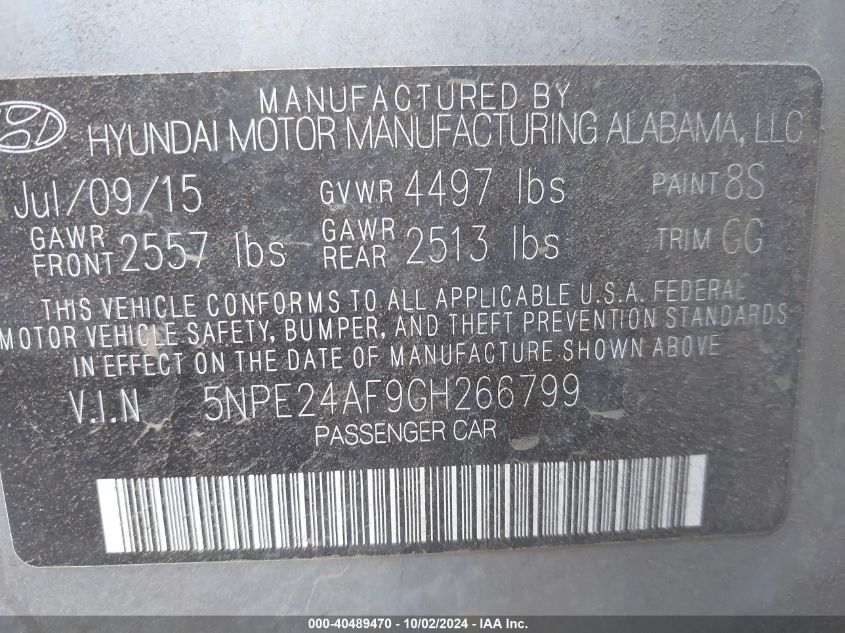 MANUFACTURED BY
HYUNDAI MOTOR MANUFACTURING ALABAMA, LLC
Jul/09/15 GVWR 4497 lbs PAINT 8S
GAWR FRONT 2557 lbs GAWR REAR 2513 lbs TRIM GG
THIS VEHICLE CONFORMS TO ALL APPLICABLE U.S.A. FEDERAL
MOTOR VEHICLE SAFETY, BUMPER, AND THEFT PREVENTION STANDARDS
IN EFFECT ON THE DATE OF MANUFACTURE SHOWN ABOVE
V.I.N 5NPE24AF9GH266799
PASSENGER CAR
000-40489470 - 10/02/2024 - IAA Inc.